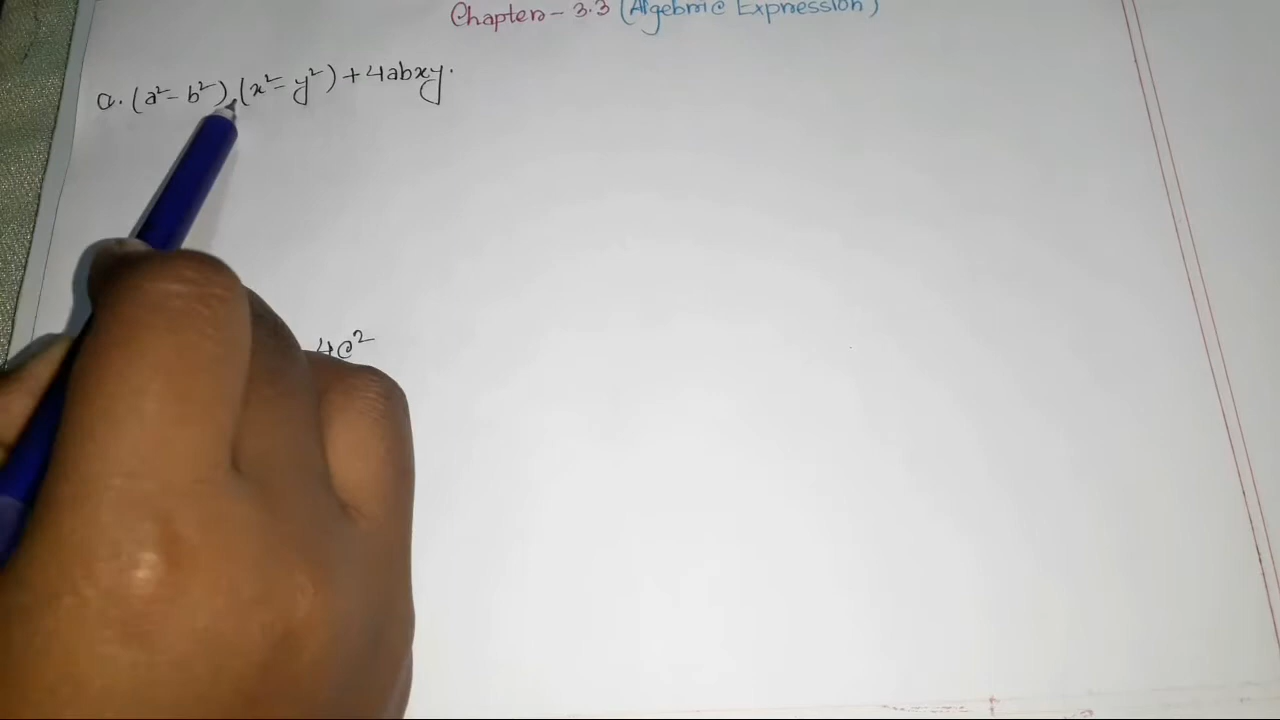 Chapter - 3.3 (Algebraic Expression)
a. (a² - b²) (x² - y²) + 4abxy.
4c²